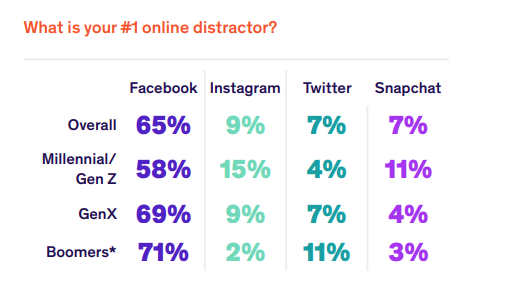 What is your #1 online distractor?
Facebook Instagram Twitter Snapchat
Overall 65% 9% 7% 7%
Millennial/
Gen Z 58% 15% 4% 11%
GenX 69% 9% 7% 4%
Boomers* 71% 2% 11% 3%